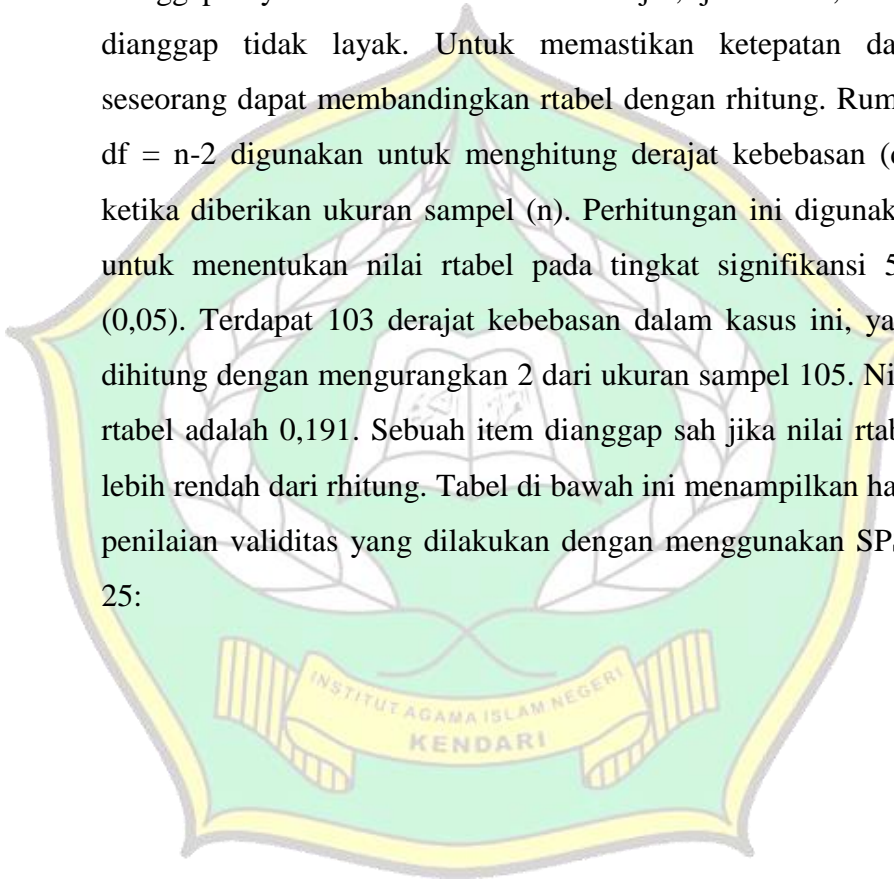 dianggap tidak layak. Untuk memastikan ketepatan da
seseorang dapat membandingkan rtabel dengan rhitung. Rum
df = n-2 digunakan untuk menghitung derajat kebebasan (
ketika diberikan ukuran sampel (n). Perhitungan ini digunak
untuk menentukan nilai rtabel pada tingkat signifikansi 5
(0,05). Terdapat 103 derajat kebebasan dalam kasus ini, ya
dihitung dengan mengurangkan 2 dari ukuran sampel 105. Ni
rtabel adalah 0,191. Sebuah item dianggap sah jika nilai rtab
lebih rendah dari rhitung. Tabel di bawah ini menampilkan ha
penilaian validitas yang dilakukan dengan menggunakan SP
25:
INSTITUT AGAMA ISLAM NEGERI
KENDARI